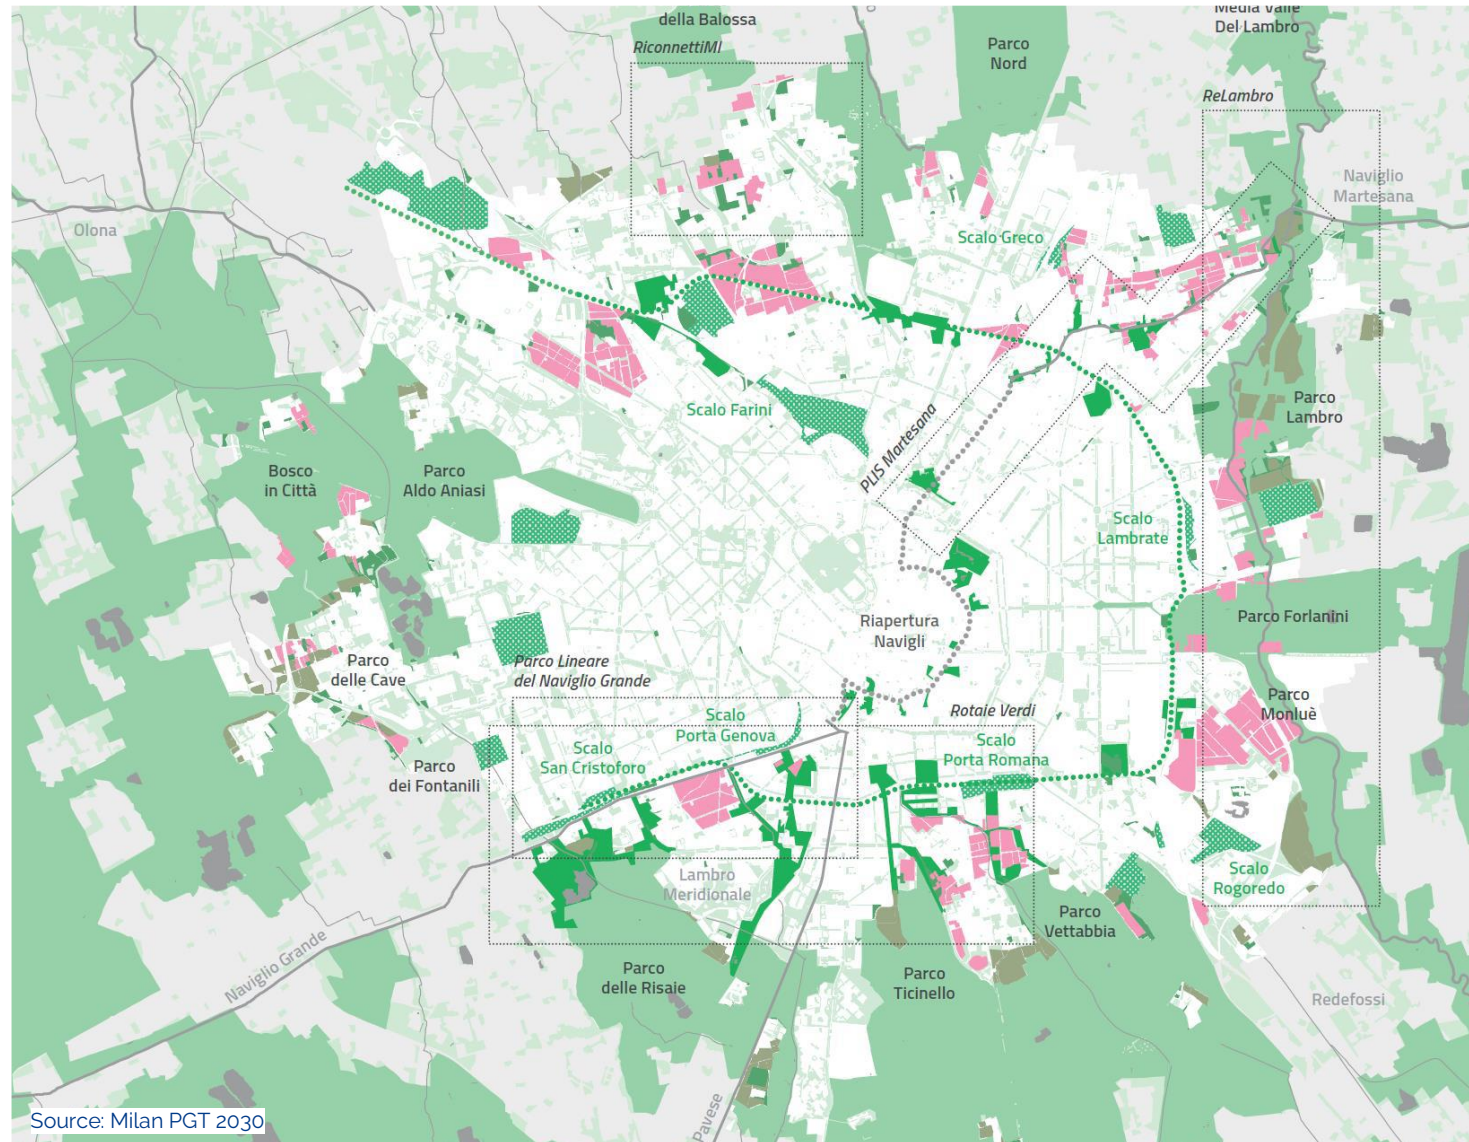 della Balossa
RiconnettiMI
Parco
Nord
Media Valle
Del Lambro
ReLambro
Naviglio
Martesana
Olona
Scalo Greco
Scalo Farini
PLIS Martesana
Parco
Lambro
Bosco
in Città
Parco
Aldo Aniasi
Scalo
Lambrate
Riapertura
Navigli
Parco Forlanini
Parco
delle Cave
Parco Lineare
del Naviglio Grande
Parco
Monluè
Rotaie Verdi
Scalo
Porta Genova
Scalo
San Cristoforo
Scalo
Porta Romana
Parco
dei Fontanili
Lambro
Meridionale
Scalo
Rogoredo
Parco
Vettabbia
Naviglio Grande
Parco
delle Risaie
Parco
Ticinello
Redefossi
Pavese
Source: Milan PGT 2030